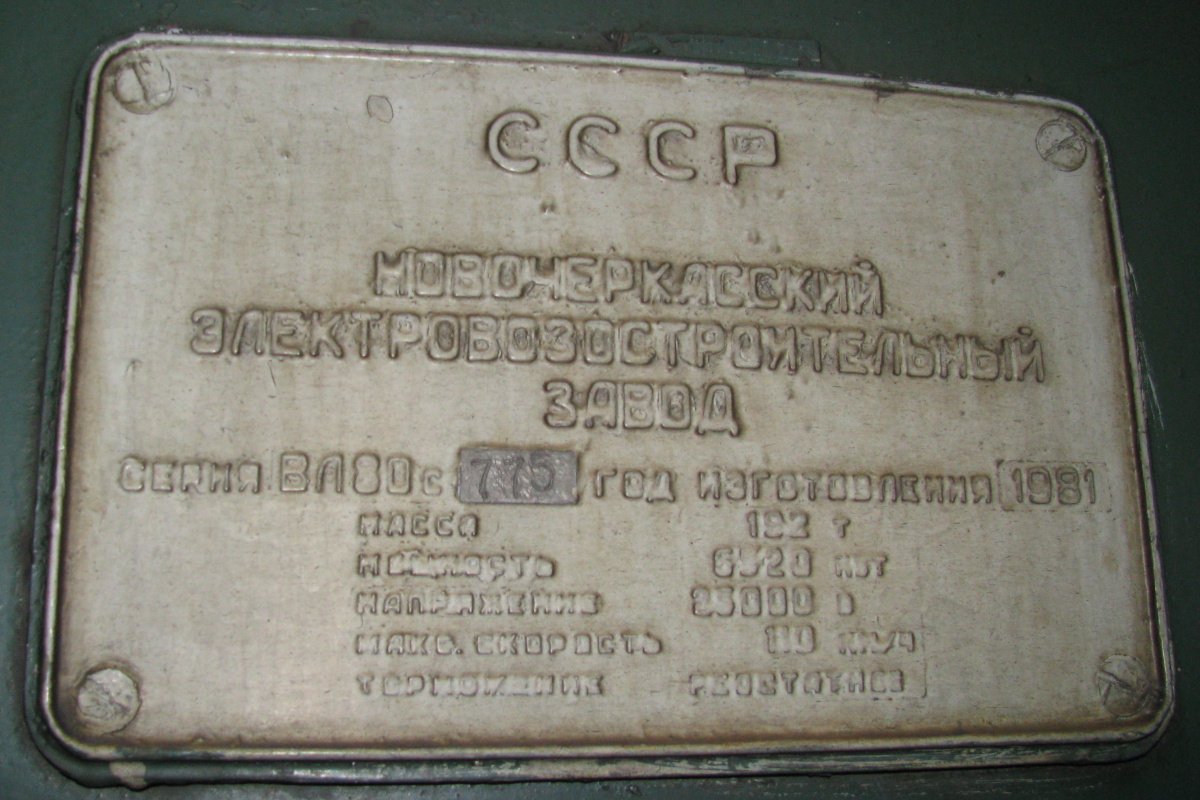 СССР
НОВОЧЕРКАССКИЙ
ЭЛЕКТРОВОЗОСТРОИТЕЛЬНЫЙ
ЗАВОД
СЕРИЯ ВЛ80с 775 ГОД ИЗГОТОВЛЕНИЯ 1981
МАССА 192 т
МОЩНОСТЬ 6520 кВт
НАПРЯЖЕНИЕ 25000 В
МАКС. СКОРОСТЬ 110 КМ/Ч
ТОРМОЖЕНИЕ РЕОСТАТНОЕ